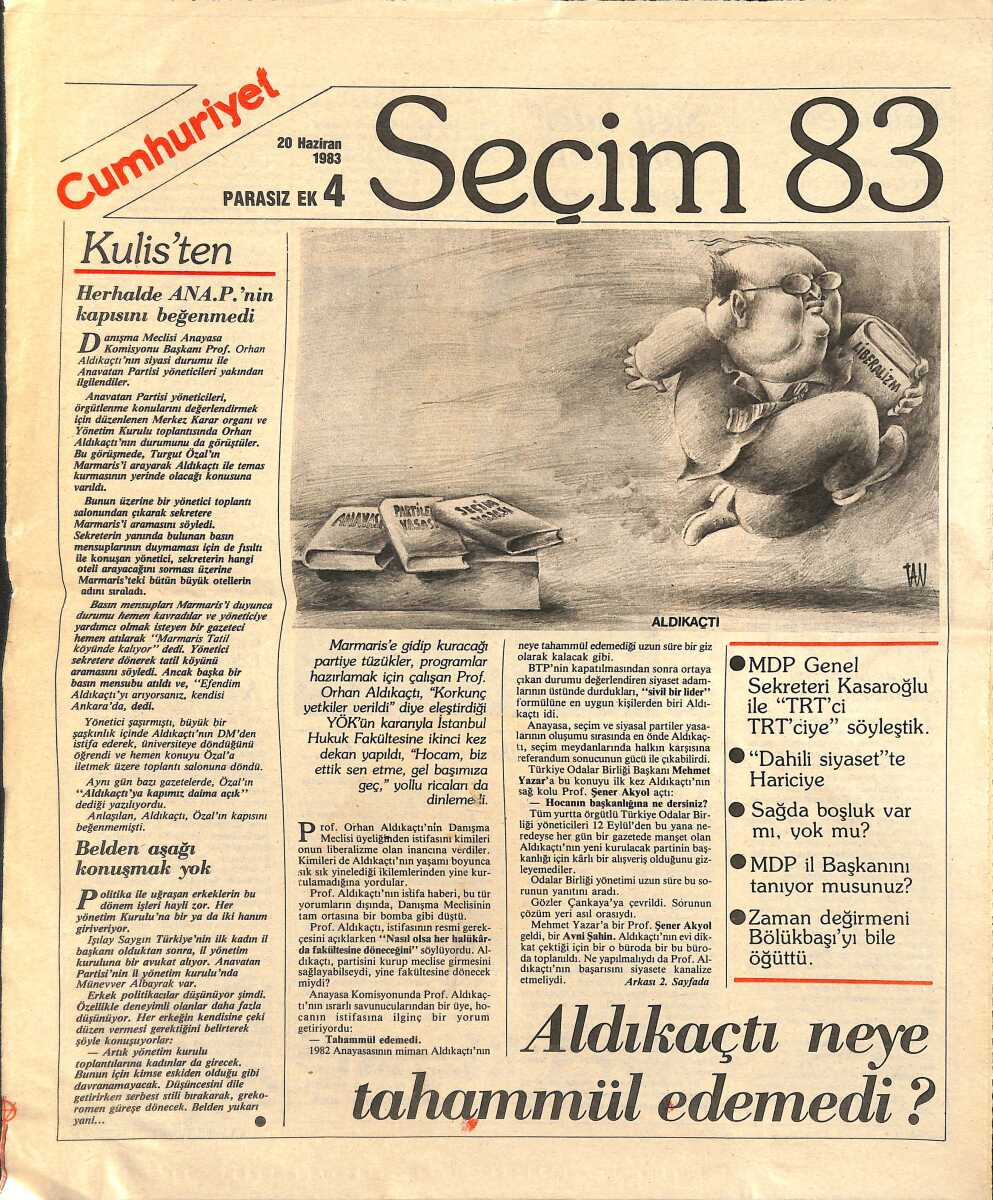 Cumhuriyet
20 Haziran
1983
PARASIZ EK 4
Seçim 83
Kulis'ten
Herhalde ANA.P.'nin
kapısını beğenmedi
Danışma Meclisi Anayasa
Komisyonu Başkanı Prof. Orhan
Aldıkaçtı'nın siyasi durumu ile
Anavatan Partisi yöneticileri yakından
ilgilendiler.
Anavatan Partisi yöneticileri,
örgütlenme konularını değerlendirmek
için düzenlenen Merkez Karar organı ve
Yönetim Kurulu toplantısında Orhan
Aldıkaçtı'nın durumunu da görüştüler.
Bu görüşmede, Turgut Özal'ın
Marmaris'i arayarak Aldıkaçtı ile temas
kurmasının yerinde olacağı konusuna
varıldı.
Bunun üzerine bir yönetici toplantı
salonundan çıkarak sekretere
Marmaris'i aramasını söyledi.
Sekreterin yanında bulunan basın
mensuplarının duymaması için de fısıltı
ile konuşan yönetici, sekreterin hangi
oteli arayacağını sorması üzerine
Marmaris'teki bütün büyük otellerin
adını sıraladı.
Basın mensupları Marmaris'i duyunca
durumu hemen kavradılar ve yöneticiye
yardımcı olmak isteyen bir gazeteci
hemen atılarak "Marmaris Tatil
köyünde kalıyor" dedi. Yönetici
sekretere dönerek tatil köyünü
aramasını söyledi. Ancak başka bir
basın mensubu atıldı ve, "Efendim
Aldıkaçtı'yı arıyorsanız, kendisi
Ankara'da, dedi.
Yönetici şaşırmıştı, büyük bir
şaşkınlık içinde Aldıkaçtı'nın DM'den
istifa ederek, üniversiteye döndüğünü
öğrendi ve hemen konuyu Özal'a
iletmek üzere toplantı salonuna döndü.
Aynı gün bazı gazetelerde, Özal'ın
"Aldıkaçtı'ya kapımız daima açık"
dediği yazılıyordu.
Anlaşılan, Aldıkaçtı, Özal'ın kapısını
beğenmemişti.
Belden aşağı
konuşmak yok
Politika ile uğraşan erkeklerin bu
dönem işleri hayli zor. Her
yönetim Kurulu'na bir ya da iki hanım
giriveriyor.
Işılay Saygın Türkiye'nin ilk kadın il
başkanı olduktan sonra, il yönetim
kuruluna bir avukat alıyor. Anavatan
Partisi'nin il yönetim kurulu'nda
Münevver Albayrak var.
Erkek politikacılar düşünüyor şimdi.
Özellikle deneyimli olanlar daha fazla
düşünüyor. Her erkeğin kendisine çeki
düzen vermesi gerektiğini belirterek
şöyle konuşuyorlar:
— Artık yönetim kurulu
toplantılarına kadınlar da girecek.
Bunun için kimse eskiden olduğu gibi
davranamayacak. Düşüncesini dile
getirirken serbest stili bırakarak, greko-
romen güreşe dönecek. Belden yukarı
yani...
ANAYASA
PARTİLER
YASASI
SEÇİM
YASASI
LİBERALİZM
TAN
ALDIKAÇTI
Marmaris'e gidip kuracağı
partiye tüzükler, programlar
hazırlamak için çalışan Prof.
Orhan Aldıkaçtı, "Korkunç
yetkiler verildi" diye eleştirdiği
YÖK'ün kararıyla İstanbul
Hukuk Fakültesine ikinci kez
dekan yapıldı, "Hocam, biz
ettik sen etme, gel başımıza
geç," yollu ricaları da
dinlemedi.
Prof. Orhan Aldıkaçtı'nın Danışma
Meclisi üyeliğinden istifasını kimileri
onun liberalizme olan inancına verdiler.
Kimileri de Aldıkaçtı'nın yaşamı boyunca
sık sık yinelediği ikilemlerinden yine kur-
tulamadığına yordular.
Prof. Aldıkaçtı'nın istifa haberi, bu tür
yorumların dışında, Danışma Meclisinin
tam ortasına bir bomba gibi düştü.
Prof. Aldıkaçtı, istifasının resmi gerek-
çesini açıklarken "Nasıl olsa her halükâr-
da fakültesine döneceğini" söylüyordu. Al-
dıkaçtı, partisini kurup meclise girmesini
sağlayabilseydi, yine fakültesine dönecek
miydi?
Anayasa Komisyonunda Prof. Aldıkaç-
tı'nın ısrarlı savunucularından bir üye, ho-
canın istifasına ilginç bir yorum
getiriyordu:
— Tahammül edemedi.
1982 Anayasasının mimarı Aldıkaçtı'nın
neye tahammül edemediği uzun süre bir giz
olarak kalacak gibi.
BTP'nin kapatılmasından sonra ortaya
çıkan durumu değerlendiren siyaset adam-
larının üstünde durdukları, "sivil bir lider"
formülüne en uygun kişilerden biri Aldı-
kaçtı idi.
Anayasa, seçim ve siyasal partiler yasa-
larının oluşumu sırasında en önde Aldıkaç-
tı, seçim meydanlarında halkın karşısına
referandum sonucunun gücü ile çıkabilirdi.
Türkiye Odalar Birliği Başkanı Mehmet
Yazar'a bu konuyu ilk kez Aldıkaçtı'nın
sağ kolu Prof. Şener Akyol açtı:
— Hocanın başkanlığına ne dersiniz?
Tüm yurtta örgütlü Türkiye Odalar Bir-
liği yöneticileri 12 Eylül'den bu yana ne-
redeyse her gün bir gazetede manşet olan
Aldıkaçtı'nın yeni kurulacak partinin baş-
kanlığı için kârlı bir alışveriş olduğunu giz-
leyemediler.
Odalar Birliği yönetimi uzun süre bu so-
runun yanıtını aradı.
Gözler Çankaya'ya çevrildi. Sorunun
çözüm yeri asıl orasıydı.
Mehmet Yazar'a bir Prof. Şener Akyol
geldi, bir Avni Şahin. Aldıkaçtı'nın evi dik-
kat çektiği için bir o büroda bir bu büro-
da toplanıldı. Ne yapılmalıydı da Prof. Al-
dıkaçtı'nın başarısını siyasete kanalize
etmeliydi.
Arkası 2. Sayfada
● MDP Genel
Sekreteri Kasaroğlu
ile "TRT'ci
TRT'ciye" söyleştik.
● "Dahili siyaset"te
Hariciye
● Sağda boşluk var
mı, yok mu?
● MDP il Başkanını
tanıyor musunuz?
● Zaman değirmeni
Bölükbaşı'yı bile
öğüttü.
Aldıkaçtı neye
tahammül edemedi ?